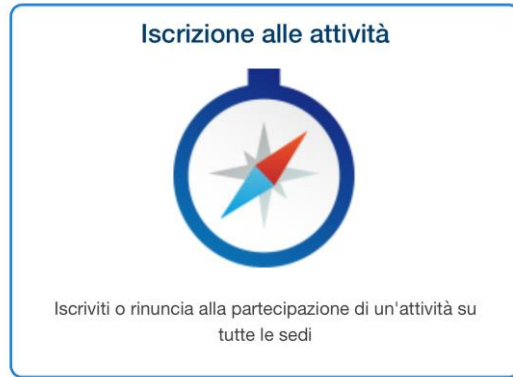 Iscrizione alle attività
Iscriviti o rinuncia alla partecipazione di un'attività su
tutte le sedi